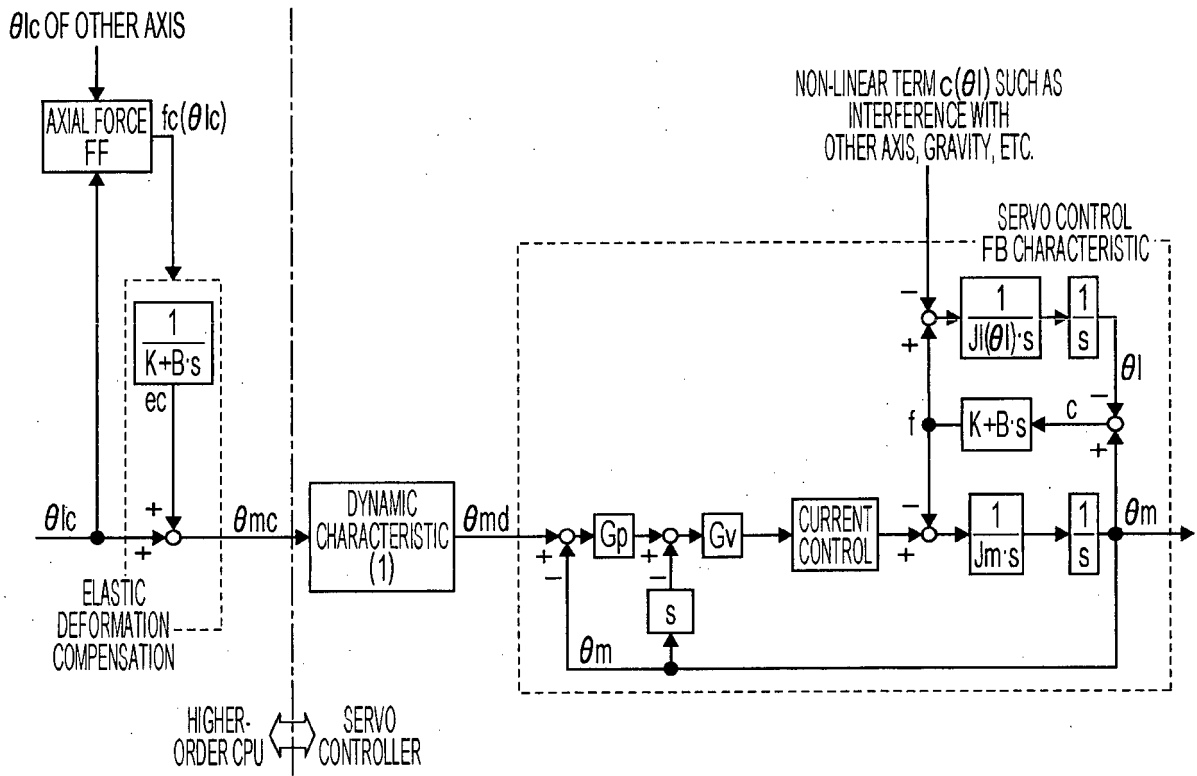 θlc OF OTHER AXIS
AXIAL FORCE
FF
fc(θlc)
1
K+B·s
ec
θlc
+
+
θmc
ELASTIC
DEFORMATION
COMPENSATION
HIGHER-
ORDER CPU
SERVO
CONTROLLER
DYNAMIC
CHARACTERISTIC
(1)
θmd
+
−
Gp
+
−
Gv
s
θm
CURRENT
CONTROL
+
−
1
Jm·s
1
s
θm
NON-LINEAR TERM c(θl) SUCH AS
INTERFERENCE WITH
OTHER AXIS, GRAVITY, ETC.
SERVO CONTROL
FB CHARACTERISTIC
−
+
1
Jl(θl)·s
1
s
θl
−
+
c
K+B·s
f